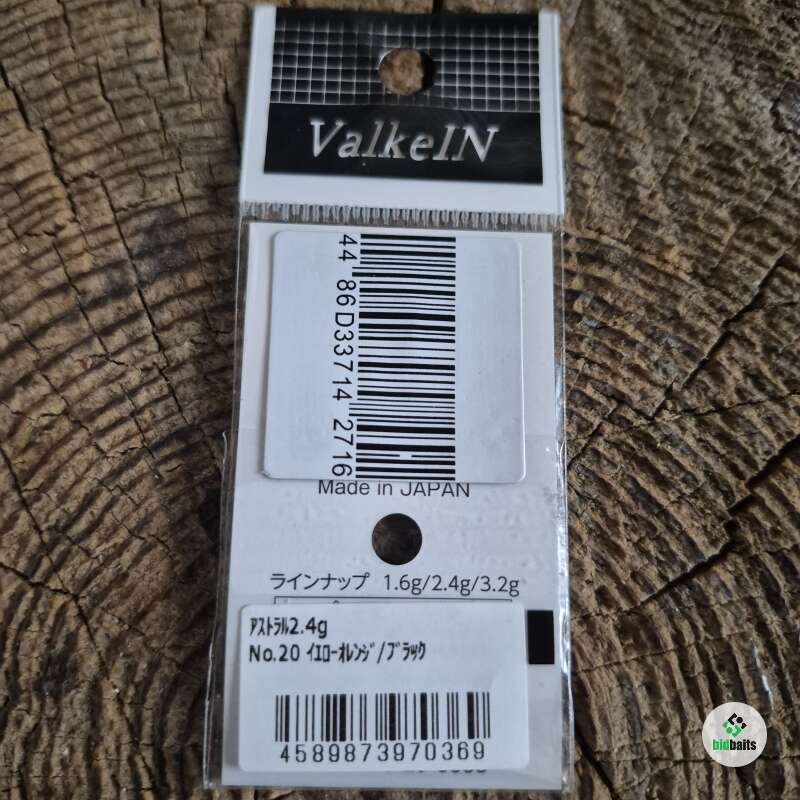 ValkeIN
44 86D33714 2716
Made in JAPAN
ラインナップ 1.6g/2.4g/3.2g
ｱｽﾄﾗﾙ2.4g
No.20 ｲｴﾛｰｵﾚﾝｼﾞ/ﾌﾞﾗｯｸ
4589873970369
bidbaits